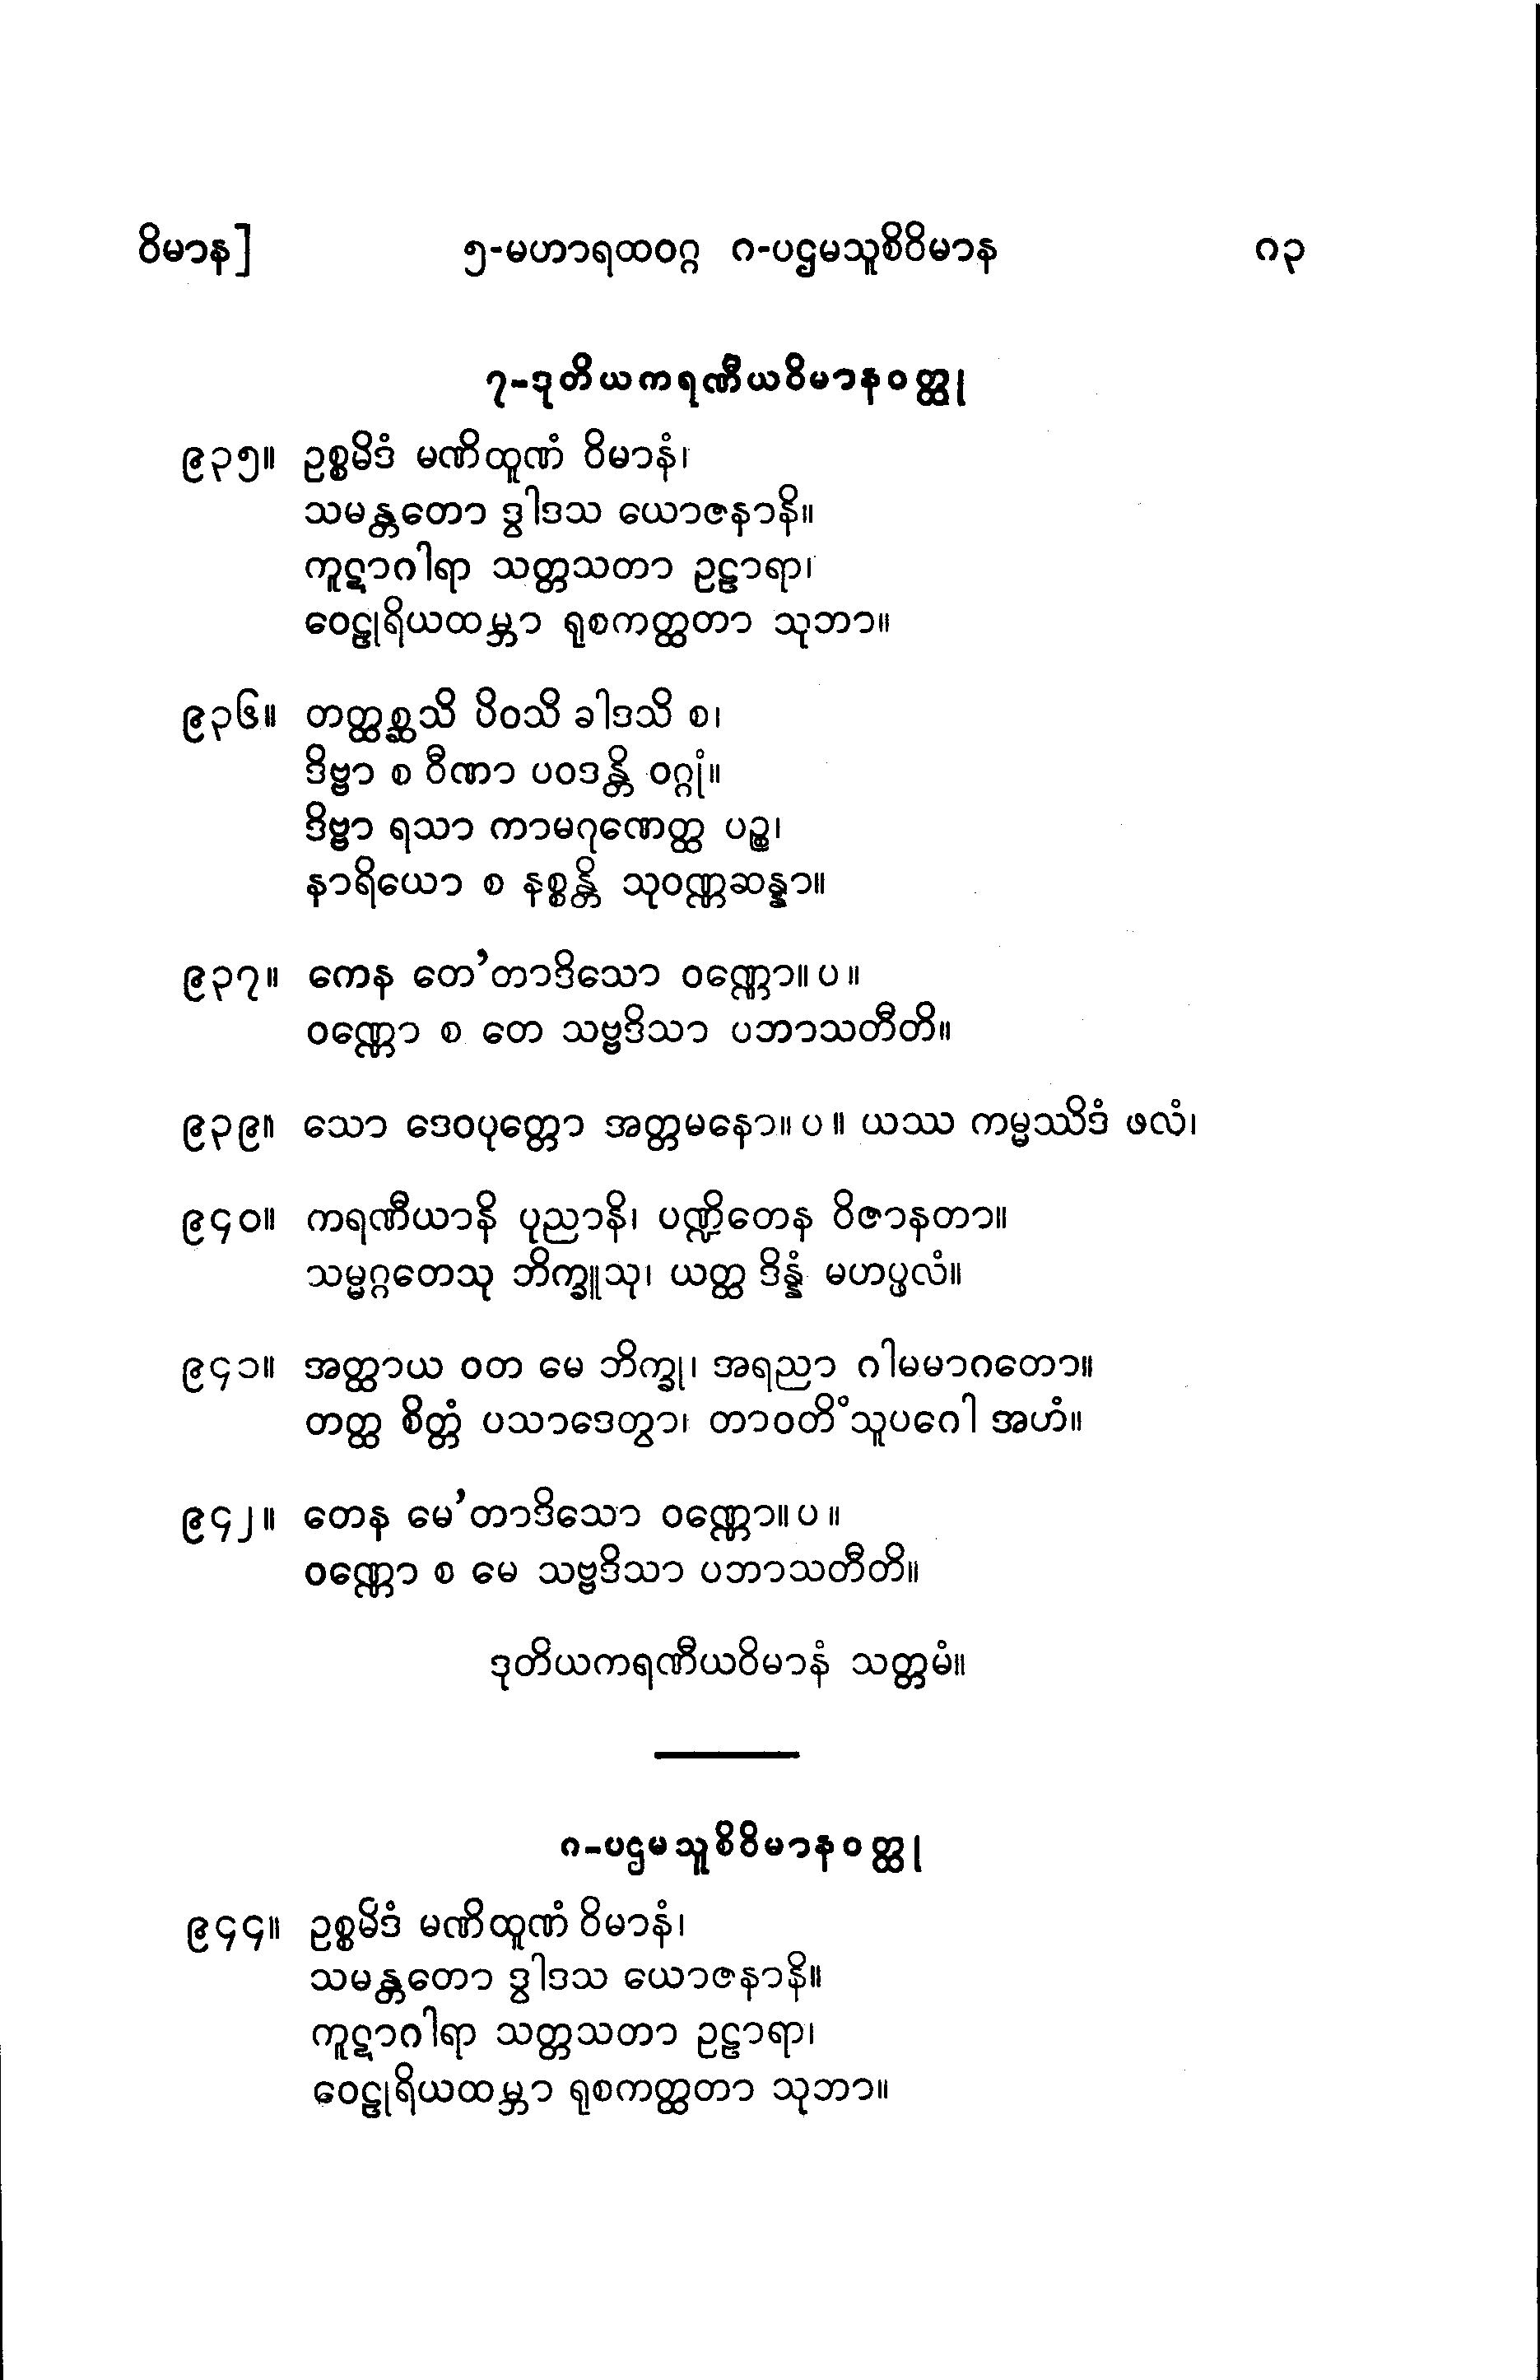 ဝိမာန]
၅-မဟာရထဝဂ္ဂ ၈-ပဌမသူစိဝိမာန
၈၃
၇-ဒုတိယကရဏီယဝိမာနဝတ္ထု
၉၃၅။ ဥစ္စမိဒံ မဏိထူဏံ ဝိမာနံ၊
သမန္တတော ဒွါဒသ ယောဇနာနိ။
ကူဋာဂါရာ သတ္တသတာ ဥဠာရာ၊
ဝေဠုရိယထမ္ဘာ ရုစကတ္ထတာ သုဘာ။
၉၃၆။ တတ္ထစ္ဆသိ ပိဝသိ ခါဒသိ စ၊
ဒိဗ္ဗာ စ ဝီဏာ ပဝဒန္တိ ဝဂ္ဂုံ။
ဒိဗ္ဗာ ရသာ ကာမဂုဏေတ္ထ ပဉ္စ၊
နာရိယော စ နစ္စန္တိ သုဝဏ္ဏဆန္နာ။
၉၃၇။ ကေန တေ’တာဒိသော ဝဏ္ဏော။ပ။
ဝဏ္ဏော စ တေ သဗ္ဗဒိသာ ပဘာသတီတိ။
၉၃၉။ သော ဒေဝပုတ္တော အတ္တမနော။ပ။ ယဿ ကမ္မဿိဒံ ဖလံ၊
၉၄၀။ ကရဏီယာနိ ပုညာနိ၊ ပဏ္ဍိတေန ဝိဇာနတာ။
သမ္မဂ္ဂတေသု ဘိက္ခူသု၊ ယတ္ထ ဒိန္နံ မဟပ္ဖလံ။
၉၄၁။ အတ္ထာယ ဝတ မေ ဘိက္ခု၊ အရညာ ဂါမမာဂတော။
တတ္ထ စိတ္တံ ပသာဒေတွာ၊ တာဝတိံသူပဂေါ အဟံ။
၉၄၂။ တေန မေ’တာဒိသော ဝဏ္ဏော။ပ။
ဝဏ္ဏော စ မေ သဗ္ဗဒိသာ ပဘာသတီတိ။
ဒုတိယကရဏီယဝိမာနံ သတ္တမံ။
၈-ပဌမသူစိဝိမာနဝတ္ထု
၉၄၄။ ဥစ္စမိဒံ မဏိထူဏံ ဝိမာနံ၊
သမန္တတော ဒွါဒသ ယောဇနာနိ။
ကူဋာဂါရာ သတ္တသတာ ဥဠာရာ၊
ဝေဠုရိယထမ္ဘာ ရုစကတ္ထတာ သုဘာ။